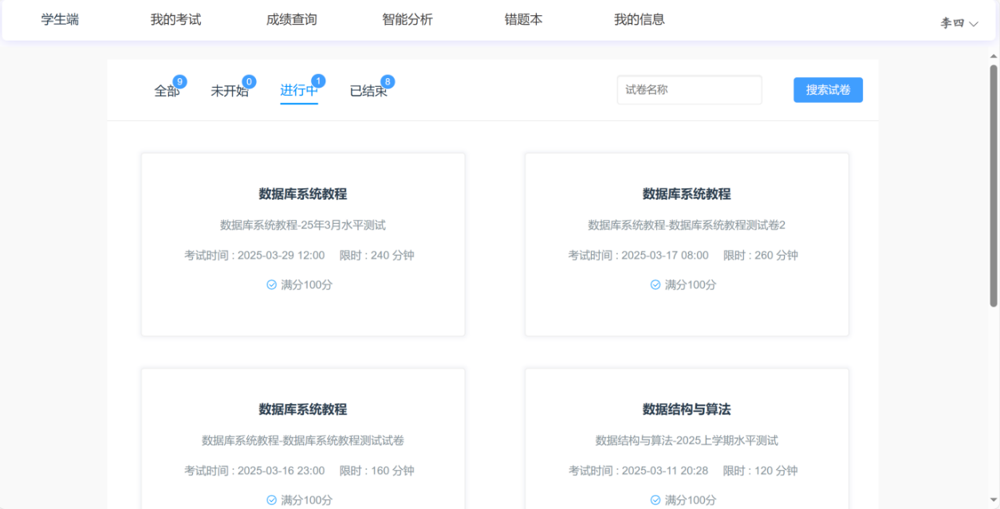 学生端 我的考试 成绩查询 智能分析 错题本 我的信息 李四
全部 9 未开始 0 进行中 1 已结束 8 试卷名称 搜索试卷
数据库系统教程
数据库系统教程-25年3月水平测试
考试时间 : 2025-03-29 12:00 限时 : 240 分钟
满分100分
数据库系统教程
数据库系统教程-数据库系统教程测试卷2
考试时间 : 2025-03-17 08:00 限时 : 260 分钟
满分100分
数据库系统教程
数据库系统教程-数据库系统教程测试试卷
考试时间 : 2025-03-16 23:00 限时 : 160 分钟
满分100分
数据结构与算法
数据结构与算法-2025上学期水平测试
考试时间 : 2025-03-11 20:28 限时 : 120 分钟
满分100分